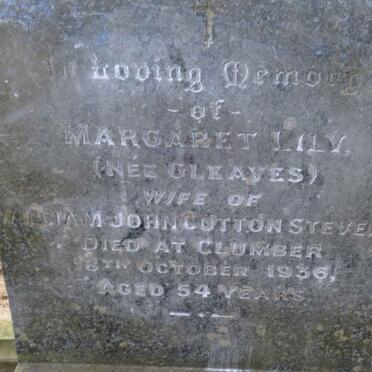 In Loving Memory
- of -
MARGARET LILY,
(NÉE GLEAVES)
WIFE OF
WILLIAM JOHN COTTON STEVE
DIED AT CLUMBER
18TH OCTOBER 1936,
AGED 54 YEARS